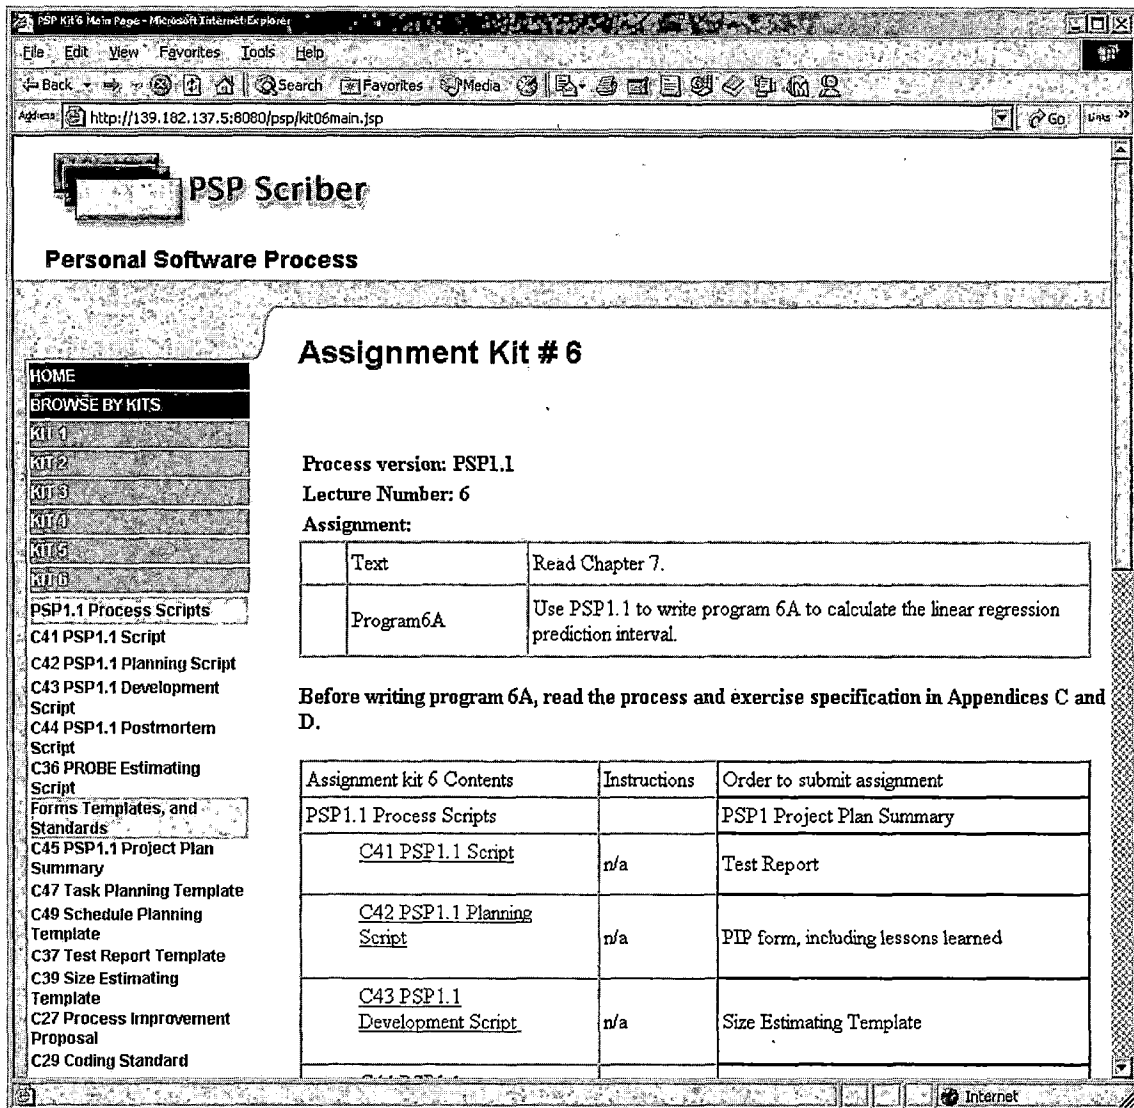 PSP Kit 6 Main Page - Microsoft Internet Explorer
File Edit View Favorites Tools Help
Back Search Favorites Media
Address http://139.182.137.5:8080/psp/kit06main.jsp Go Links »
PSP Scriber
Personal Software Process
Assignment Kit # 6
HOME
BROWSE BY KITS
KIT 1
KIT 2
KIT 3
KIT 4
KIT 5
KIT 6
PSP1.1 Process Scripts
C41 PSP1.1 Script
C42 PSP1.1 Planning Script
C43 PSP1.1 Development
Script
C44 PSP1.1 Postmortem
Script
C36 PROBE Estimating
Script
Forms Templates, and
Standards
C45 PSP1.1 Project Plan
Summary
C47 Task Planning Template
C49 Schedule Planning
Template
C37 Test Report Template
C39 Size Estimating
Template
C27 Process Improvement
Proposal
C29 Coding Standard
Process version: PSP1.1
Lecture Number: 6
Assignment:
Text Read Chapter 7.
Program6A Use PSP1.1 to write program 6A to calculate the linear regression
prediction interval.
Before writing program 6A, read the process and exercise specification in Appendices C and
D.
Assignment kit 6 Contents Instructions Order to submit assignment
PSP1.1 Process Scripts PSP1 Project Plan Summary
C41 PSP1.1 Script n/a Test Report
C42 PSP1.1 Planning
Script n/a PIP form, including lessons learned
C43 PSP1.1
Development Script n/a Size Estimating Template
Internet